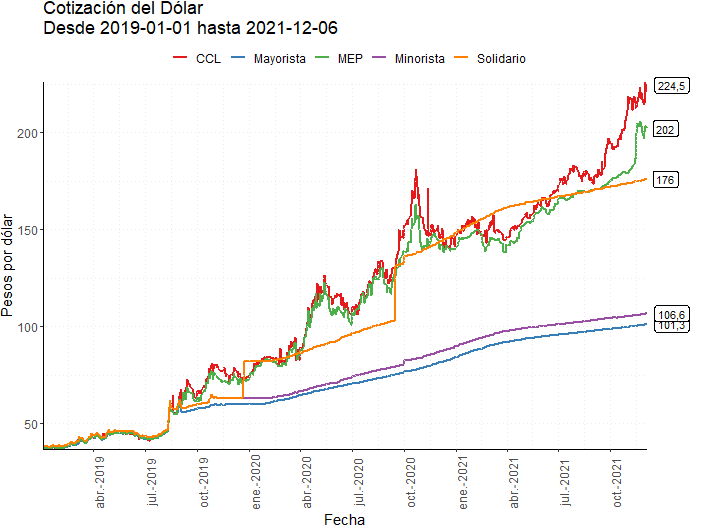 Cotización del Dólar
Desde 2019-01-01 hasta 2021-12-06
CCL Mayorista MEP Minorista Solidario
224,5
202
176
106,6
101,3
200
150
100
50
Pesos por dólar
abr.-2019
jul.-2019
oct.-2019
ene.-2020
abr.-2020
jul.-2020
oct.-2020
ene.-2021
abr.-2021
jul.-2021
oct.-2021
Fecha